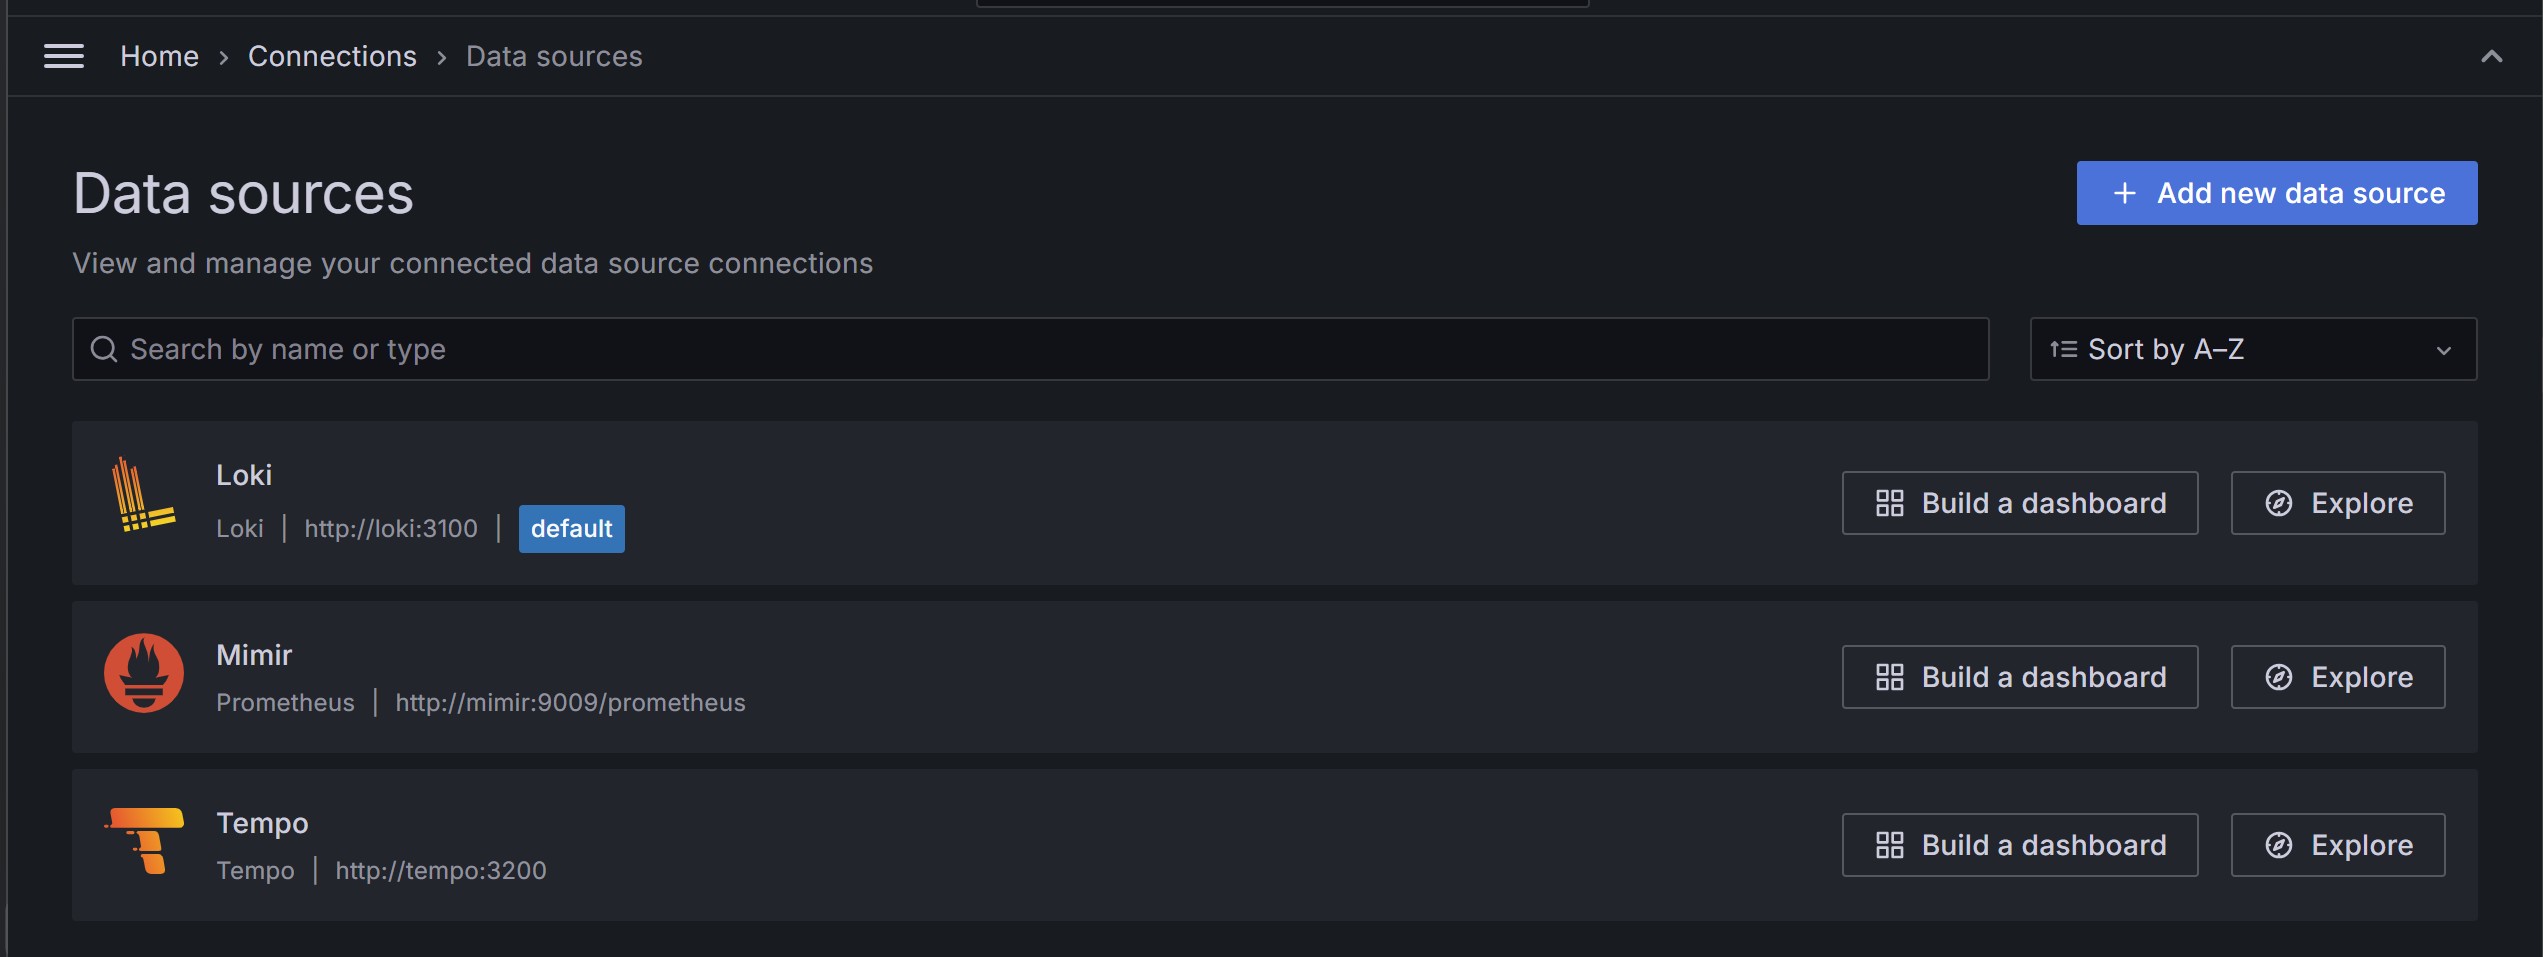 Home › Connections › Data sources
Data sources
Add new data source
View and manage your connected data source connections
Search by name or type
Sort by A–Z
Loki
Loki | http://loki:3100 | default
Build a dashboard
Explore
Mimir
Prometheus | http://mimir:9009/prometheus
Build a dashboard
Explore
Tempo
Tempo | http://tempo:3200
Build a dashboard
Explore